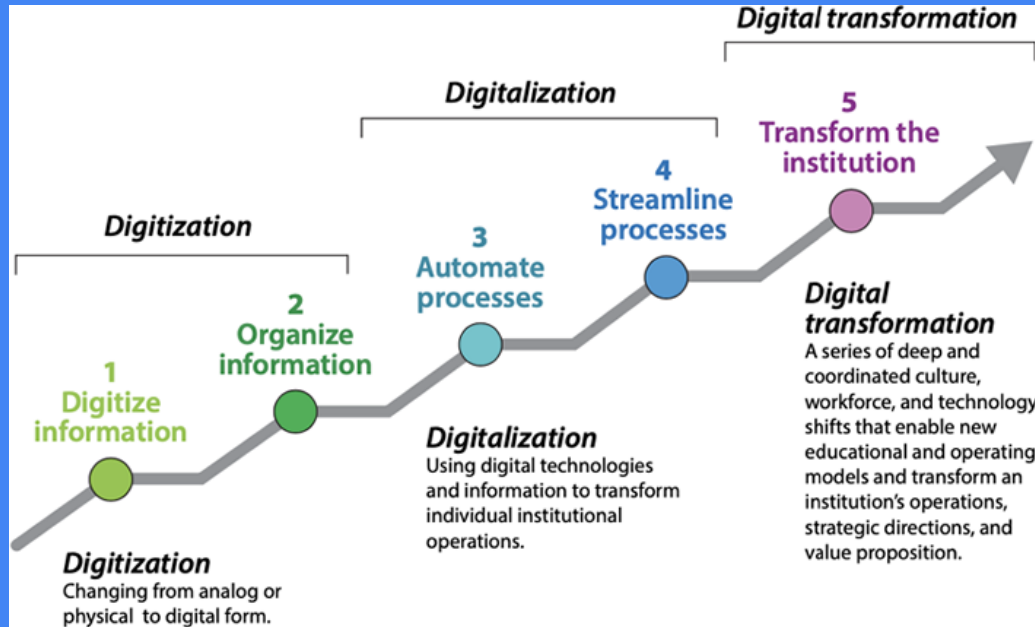 Digital transformation
Digitalization
5
Transform the
institution
4
Streamline
processes
Digitization
3
Automate
processes
2
Organize
information
1
Digitize
information
Digitization
Changing from analog or
physical to digital form.
Digitalization
Using digital technologies
and information to transform
individual institutional
operations.
Digital
transformation
A series of deep and
coordinated culture,
workforce, and technology
shifts that enable new
educational and operating
models and transform an
institution's operations,
strategic directions, and
value proposition.